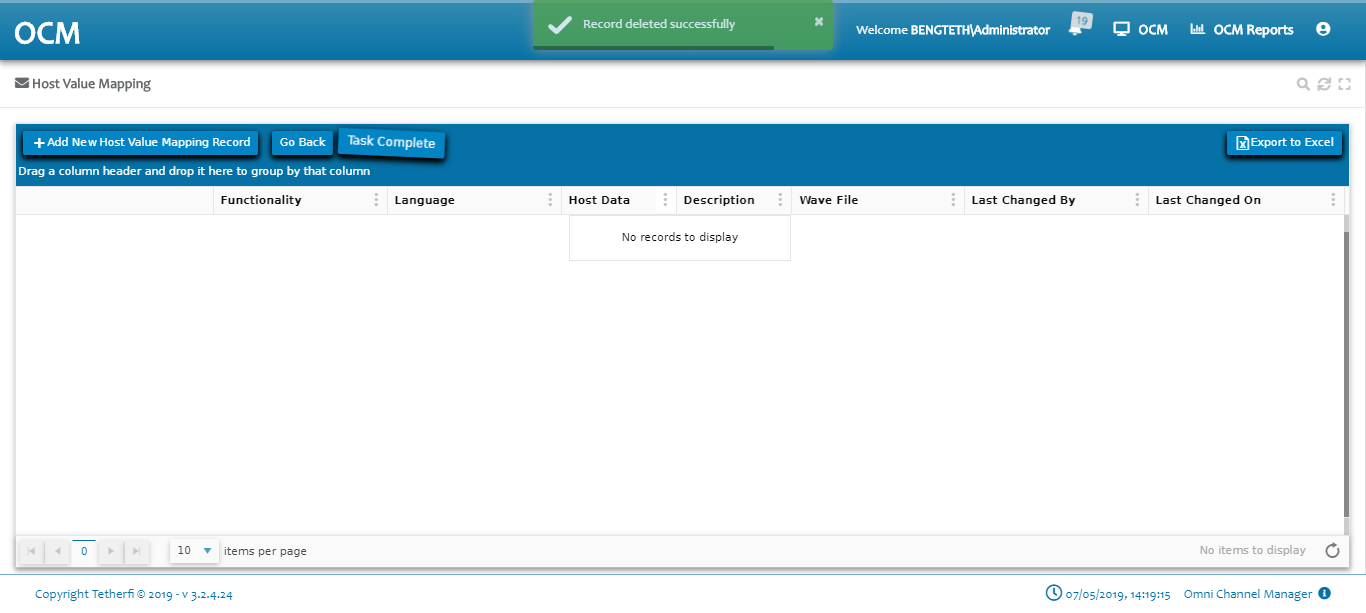 OCM
Record deleted successfully
Welcome BENGTETH\Administrator
19
OCM
OCM Reports
Host Value Mapping
Add New Host Value Mapping Record
Go Back
Task Complete
Export to Excel
Drag a column header and drop it here to group by that column
Functionality
Language
Host Data
Description
Wave File
Last Changed By
Last Changed On
No records to display
0
10
items per page
No items to display
Copyright Tetherfi © 2019 - v 3.2.4.24
07/05/2019, 14:19:15
Omni Channel Manager